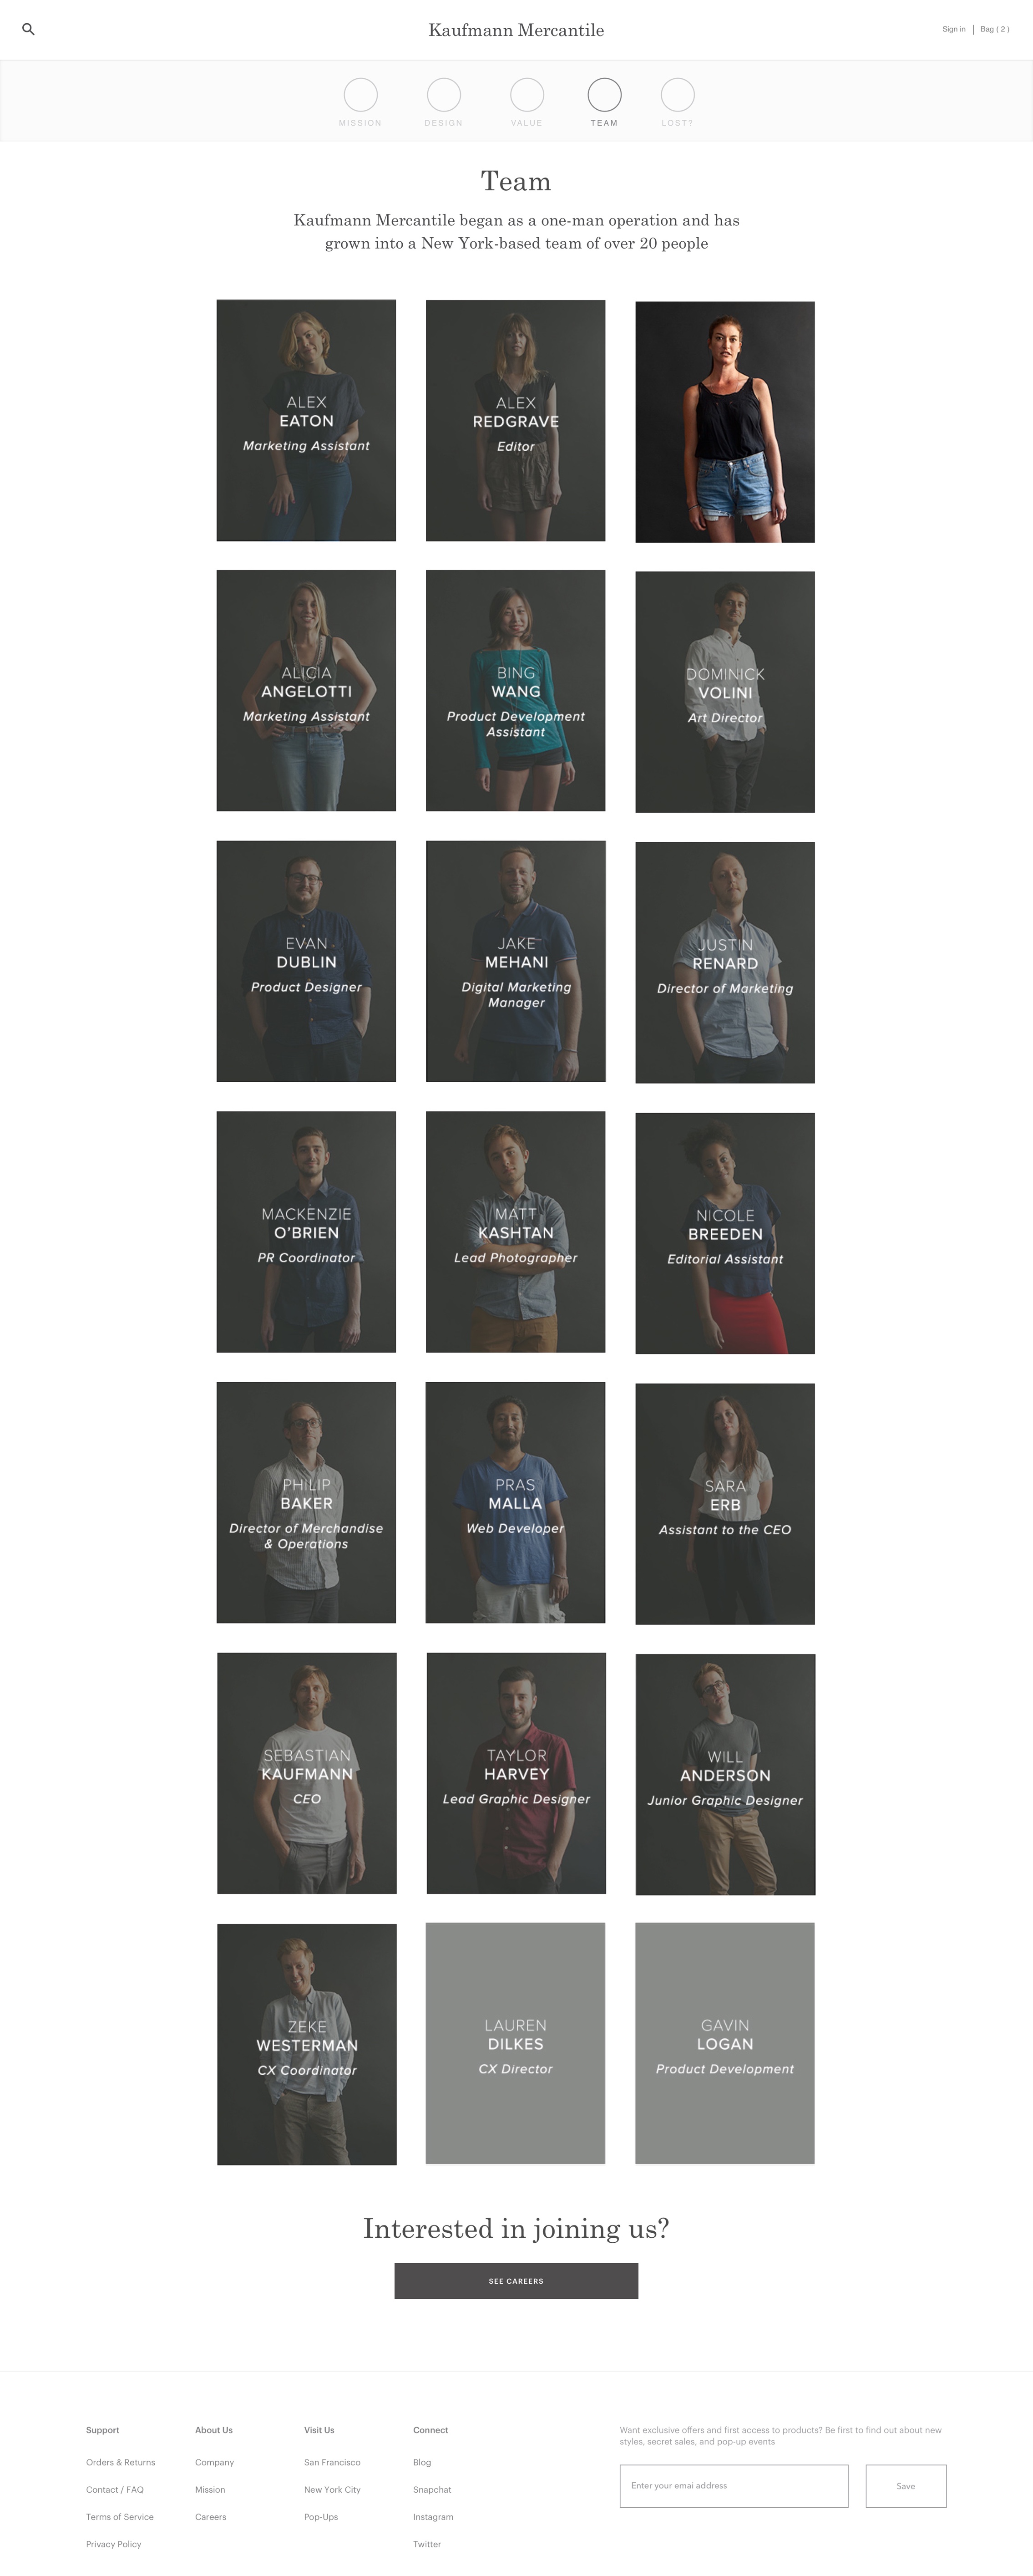 Kaufmann Mercantile
Sign in | Bag ( 2 )
MISSION
DESIGN
VALUE
TEAM
LOST?
Team
Kaufmann Mercantile began as a one-man operation and has
grown into a New York-based team of over 20 people
ALEX
EATON
Marketing Assistant
ALEX
REDGRAVE
Editor
ALICIA
ANGELOTTI
Marketing Assistant
BING
WANG
Product Development
Assistant
DOMINICK
VOLINI
Art Director
EVAN
DUBLIN
Product Designer
JAKE
MEHANI
Digital Marketing
Manager
JUSTIN
RENARD
Director of Marketing
MACKENZIE
O'BRIEN
PR Coordinator
MATT
KASHTAN
Lead Photographer
NICOLE
BREEDEN
Editorial Assistant
PHILIP
BAKER
Director of Merchandise
& Operations
PRAS
MALLA
Web Developer
SARA
ERB
Assistant to the CEO
SEBASTIAN
KAUFMANN
CEO
TAYLOR
HARVEY
Lead Graphic Designer
WILL
ANDERSON
Junior Graphic Designer
ZEKE
WESTERMAN
CX Coordinator
LAUREN
DILKES
CX Director
GAVIN
LOGAN
Product Development
Interested in joining us?
SEE CAREERS
Support
Orders & Returns
Contact / FAQ
Terms of Service
Privacy Policy
About Us
Company
Mission
Careers
Visit Us
San Francisco
New York City
Pop-Ups
Connect
Blog
Snapchat
Instagram
Twitter
Want exclusive offers and first access to products? Be first to find out about new
styles, secret sales, and pop-up events
Enter your emai address
Save